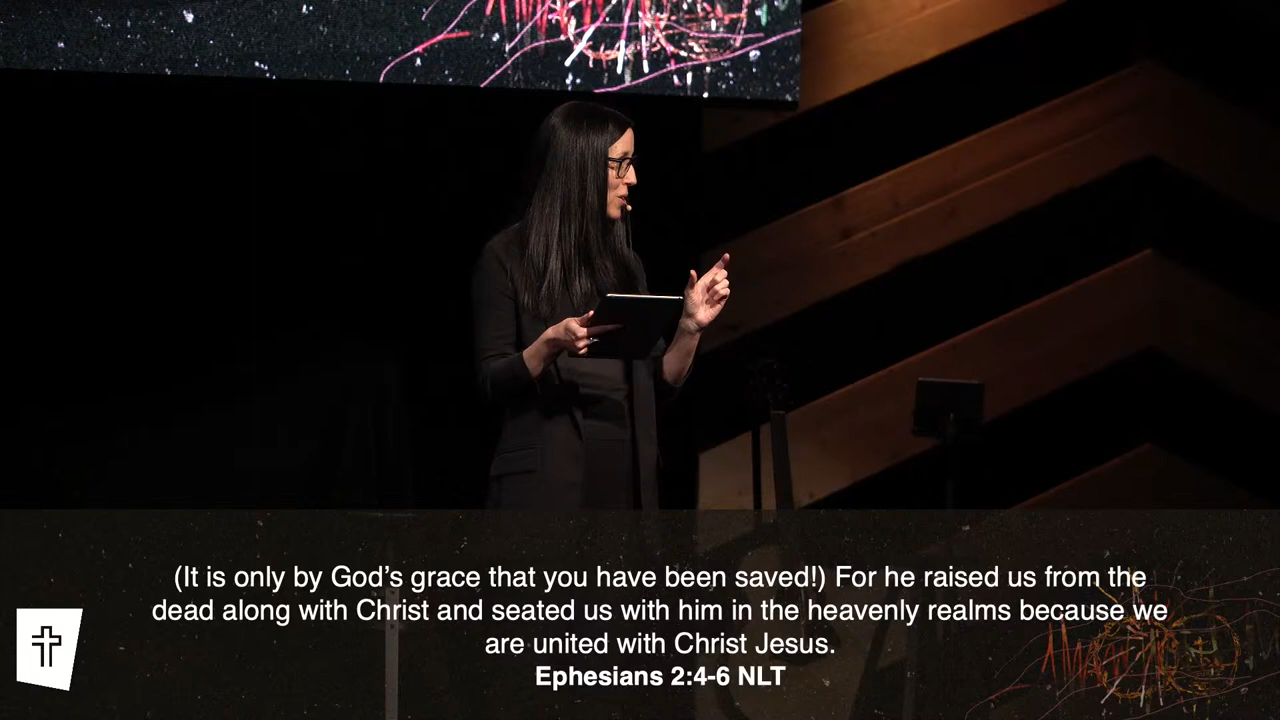 (It is only by God’s grace that you have been saved!) For he raised us from the
dead along with Christ and seated us with him in the heavenly realms because we
are united with Christ Jesus.
Ephesians 2:4-6 NLT